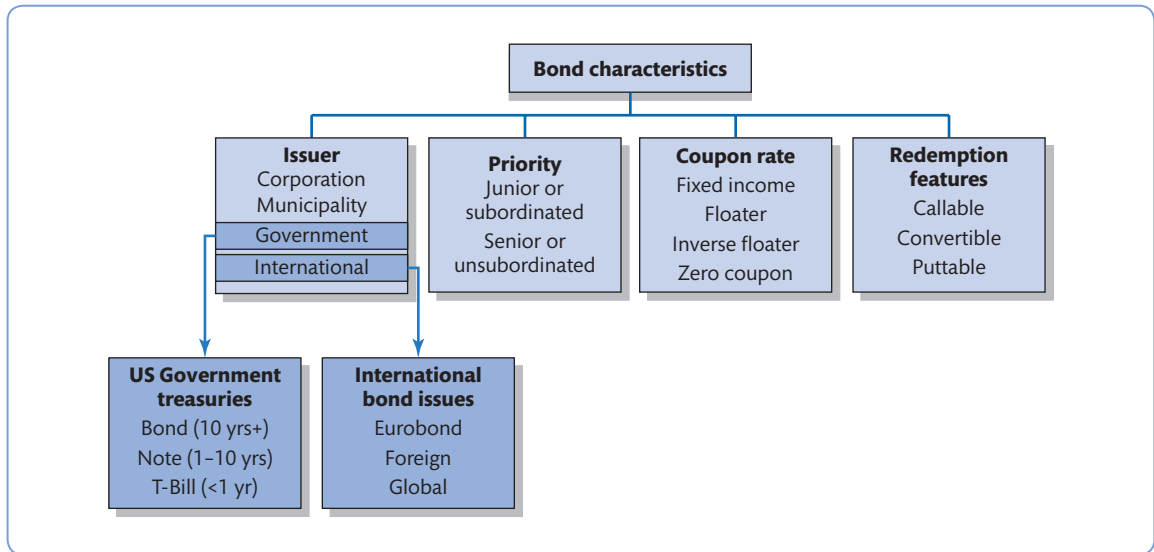 Bond characteristics
Issuer
Corporation
Municipality
Government
International
Priority
Junior or
subordinated
Senior or
unsubordinated
Coupon rate
Fixed income
Floater
Inverse floater
Zero coupon
Redemption
features
Callable
Convertible
Puttable
US Government
treasuries
Bond (10 yrs+)
Note (1–10 yrs)
T-Bill (<1 yr)
International
bond issues
Eurobond
Foreign
Global